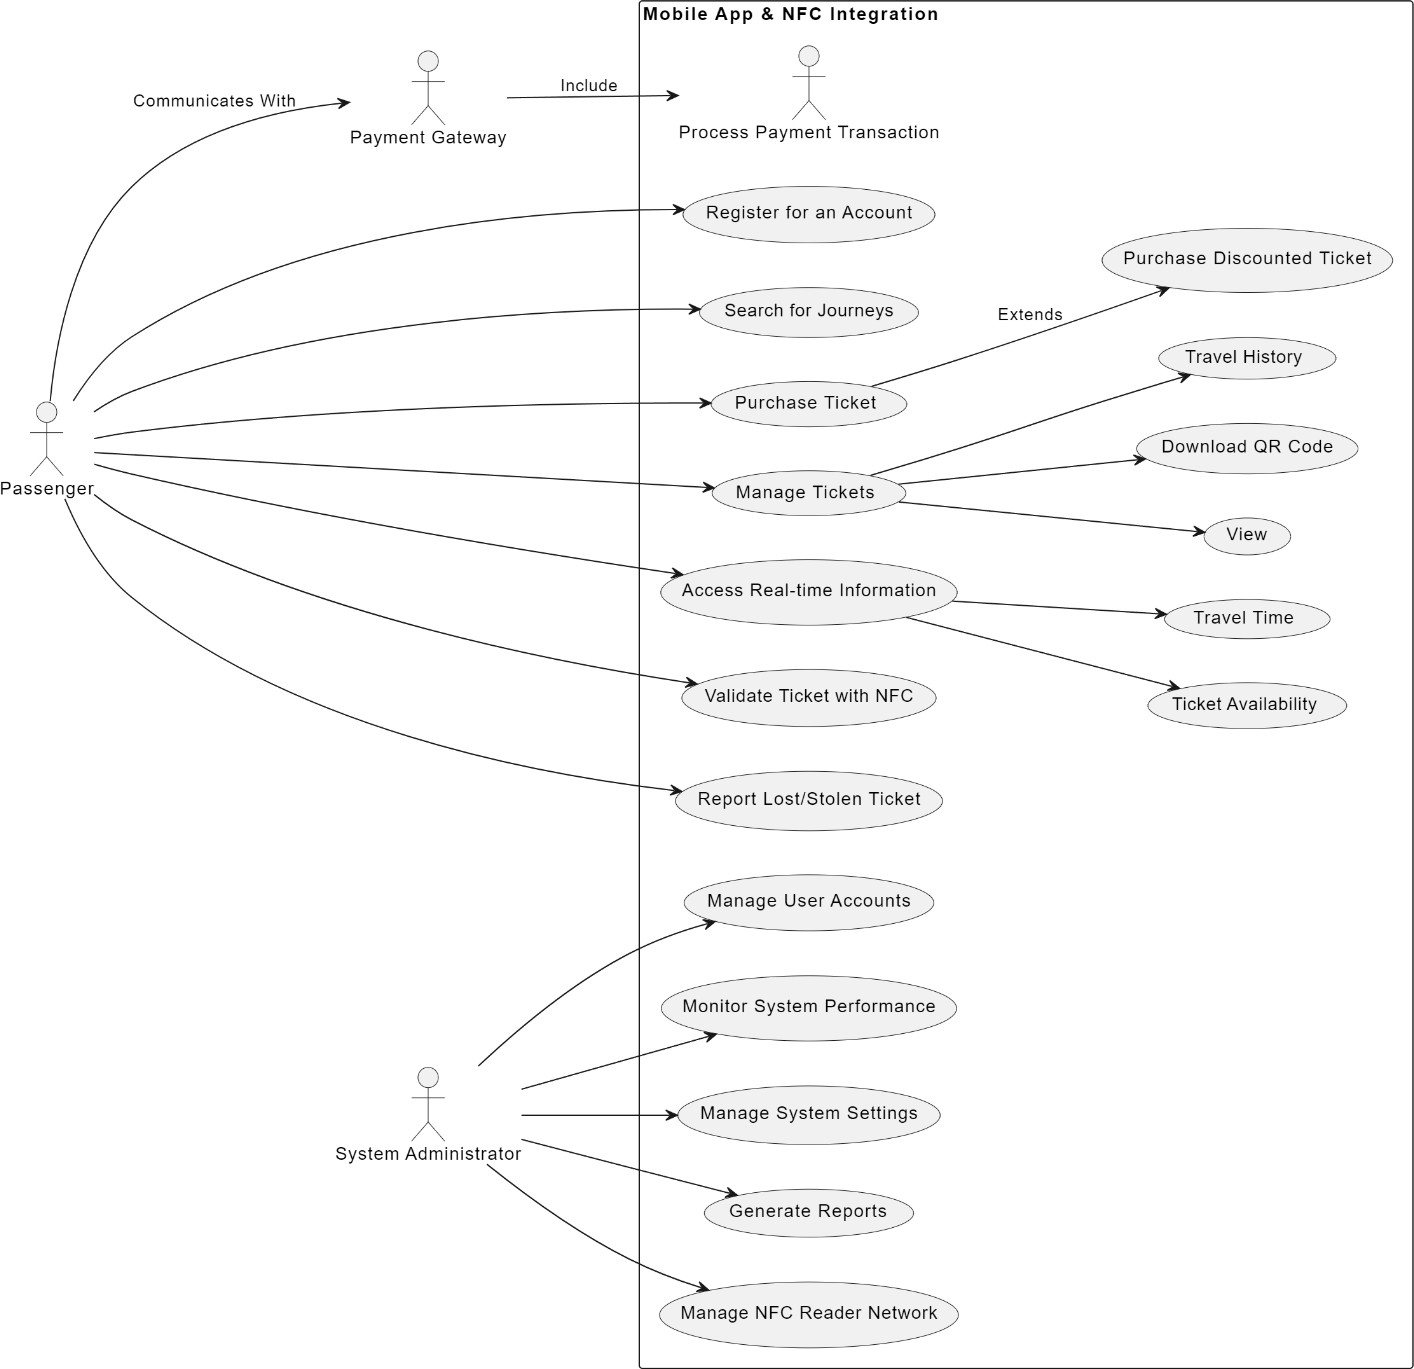 Mobile App & NFC Integration
Communicates With
Include
Payment Gateway
Process Payment Transaction
Register for an Account
Purchase Discounted Ticket
Search for Journeys
Extends
Travel History
Purchase Ticket
Download QR Code
Passenger
Manage Tickets
View
Access Real-time Information
Travel Time
Validate Ticket with NFC
Ticket Availability
Report Lost/Stolen Ticket
Manage User Accounts
Monitor System Performance
Manage System Settings
System Administrator
Generate Reports
Manage NFC Reader Network